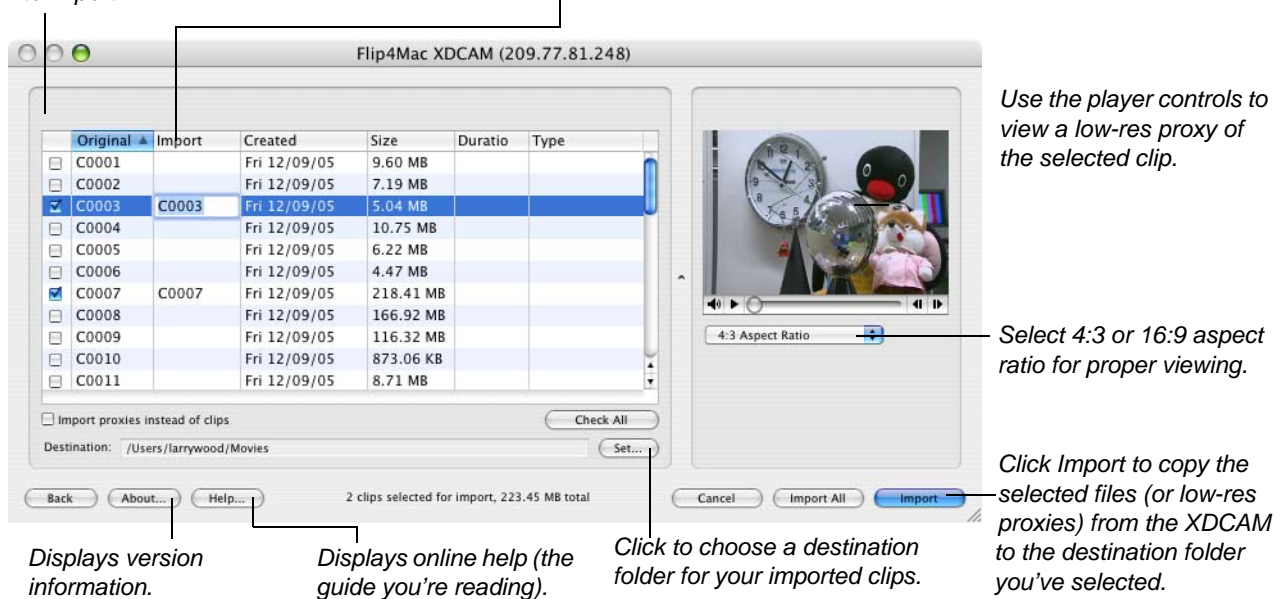 Flip4Mac XDCAM (209.77.81.248)
Original Import Created Size Duratio Type
C0001 Fri 12/09/05 9.60 MB
C0002 Fri 12/09/05 7.19 MB
C0003 C0003 Fri 12/09/05 5.04 MB
C0004 Fri 12/09/05 10.75 MB
C0005 Fri 12/09/05 6.22 MB
C0006 Fri 12/09/05 4.47 MB
C0007 C0007 Fri 12/09/05 218.41 MB
C0008 Fri 12/09/05 166.92 MB
C0009 Fri 12/09/05 116.32 MB
C0010 Fri 12/09/05 873.06 KB
C0011 Fri 12/09/05 8.71 MB
Import proxies instead of clips
Check All
Destination: /Users/larrywood/Movies
Set...
4:3 Aspect Ratio
Back
About...
Help...
2 clips selected for import, 223.45 MB total
Cancel
Import All
Import
Use the player controls to
view a low-res proxy of
the selected clip.
Select 4:3 or 16:9 aspect
ratio for proper viewing.
Click Import to copy the
selected files (or low-res
proxies) from the XDCAM
to the destination folder
you've selected.
Displays version
information.
Displays online help (the
guide you're reading).
Click to choose a destination
folder for your imported clips.